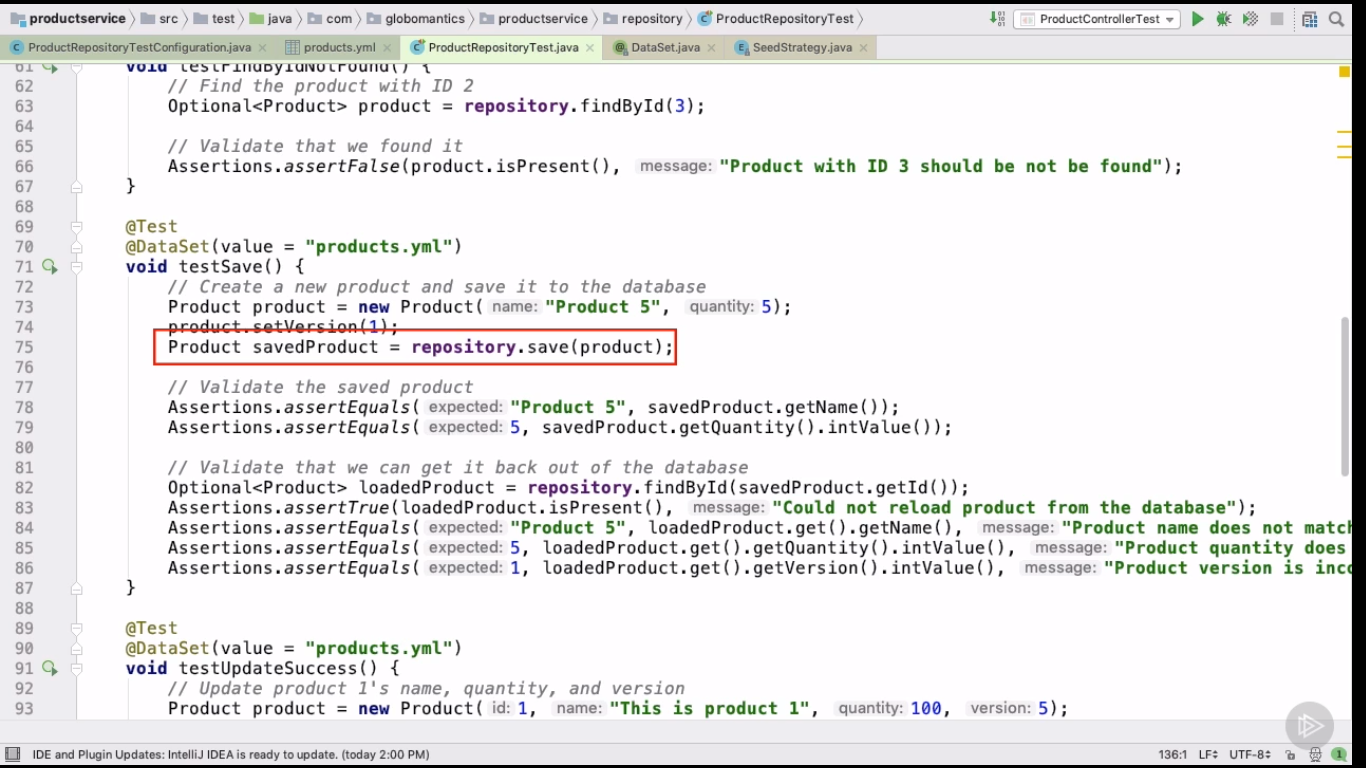 productservice src test java com globomantics productservice repository ProductRepositoryTest ProductControllerTest
ProductRepositoryTestConfiguration.java products.yml ProductRepositoryTest.java DataSet.java SeedStrategy.java
61 void testFindByIdNotFound() {
62 // Find the product with ID 2
63 Optional<Product> product = repository.findById(3);
64
65 // Validate that we found it
66 Assertions.assertFalse(product.isPresent(), message: "Product with ID 3 should be not be found");
67 }
68
69 @Test
70 @DataSet(value = "products.yml")
71 void testSave() {
72 // Create a new product and save it to the database
73 Product product = new Product( name: "Product 5", quantity: 5);
74 product.setVersion(1);
75 Product savedProduct = repository.save(product);
76
77 // Validate the saved product
78 Assertions.assertEquals( expected: "Product 5", savedProduct.getName());
79 Assertions.assertEquals( expected: 5, savedProduct.getQuantity().intValue());
80
81 // Validate that we can get it back out of the database
82 Optional<Product> loadedProduct = repository.findById(savedProduct.getId());
83 Assertions.assertTrue(loadedProduct.isPresent(), message: "Could not reload product from the database");
84 Assertions.assertEquals( expected: "Product 5", loadedProduct.get().getName(), message: "Product name does not match
85 Assertions.assertEquals( expected: 5, loadedProduct.get().getQuantity().intValue(), message: "Product quantity does
86 Assertions.assertEquals( expected: 1, loadedProduct.get().getVersion().intValue(), message: "Product version is inco
87 }
88
89 @Test
90 @DataSet(value = "products.yml")
91 void testUpdateSuccess() {
92 // Update product 1's name, quantity, and version
93 Product product = new Product( id: 1, name: "This is product 1", quantity: 100, version: 5);
IDE and Plugin Updates: IntelliJ IDEA is ready to update. (today 2:00 PM) 136:1 LF UTF-8 1